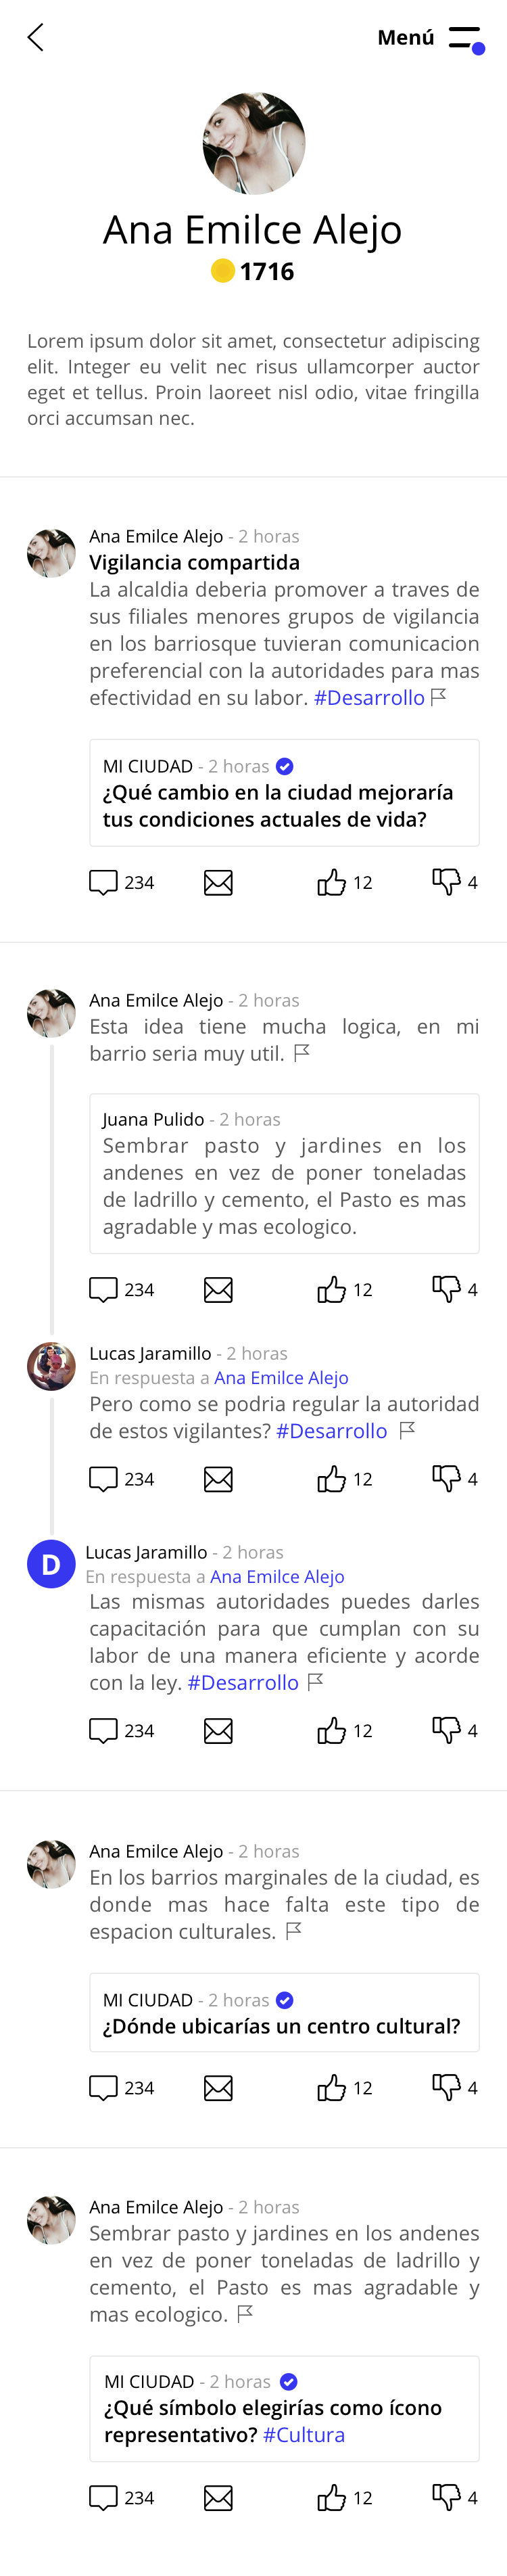 Menú
Ana Emilce Alejo
1716
Lorem ipsum dolor sit amet, consectetur adipiscing
elit. Integer eu velit nec risus ullamcorper auctor
eget et tellus. Proin laoreet nisl odio, vitae fringilla
orci accumsan nec.
Ana Emilce Alejo - 2 horas
Vigilancia compartida
La alcaldia deberia promover a traves de
sus filiales menores grupos de vigilancia
en los barriosque tuvieran comunicacion
preferencial con la autoridades para mas
efectividad en su labor. #Desarrollo
MI CIUDAD - 2 horas
¿Qué cambio en la ciudad mejoraría
tus condiciones actuales de vida?
234 12 4
Ana Emilce Alejo - 2 horas
Esta idea tiene mucha logica, en mi
barrio seria muy util.
Juana Pulido - 2 horas
Sembrar pasto y jardines en los
andenes en vez de poner toneladas
de ladrillo y cemento, el Pasto es mas
agradable y mas ecologico.
234 12 4
Lucas Jaramillo - 2 horas
En respuesta a Ana Emilce Alejo
Pero como se podria regular la autoridad
de estos vigilantes? #Desarrollo
234 12 4
D
Lucas Jaramillo - 2 horas
En respuesta a Ana Emilce Alejo
Las mismas autoridades puedes darles
capacitación para que cumplan con su
labor de una manera eficiente y acorde
con la ley. #Desarrollo
234 12 4
Ana Emilce Alejo - 2 horas
En los barrios marginales de la ciudad, es
donde mas hace falta este tipo de
espacion culturales.
MI CIUDAD - 2 horas
¿Dónde ubicarías un centro cultural?
234 12 4
Ana Emilce Alejo - 2 horas
Sembrar pasto y jardines en los andenes
en vez de poner toneladas de ladrillo y
cemento, el Pasto es mas agradable y
mas ecologico.
MI CIUDAD - 2 horas
¿Qué símbolo elegirías como ícono
representativo? #Cultura
234 12 4